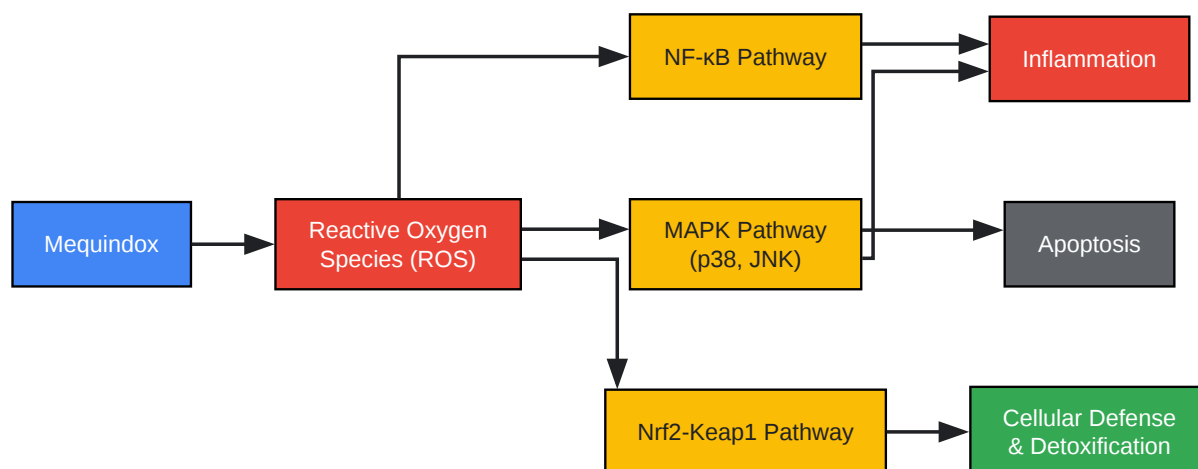 NF-κB Pathway
Inflammation
Mequindox
Reactive Oxygen
Species (ROS)
MAPK Pathway
(p38, JNK)
Apoptosis
Nrf2-Keap1 Pathway
Cellular Defense
& Detoxification